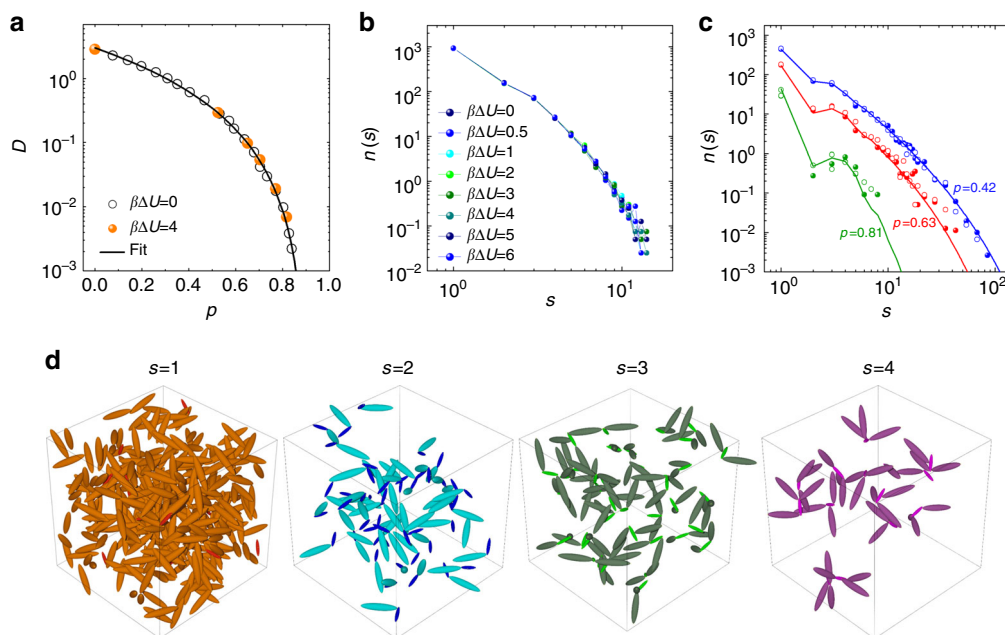 a
D
10⁰
10⁻¹
10⁻²
10⁻³
βΔU=0
βΔU=4
Fit
0.0 0.2 0.4 0.6 0.8 1.0
p
b
n(s)
10³
10²
10¹
10⁰
10⁻¹
10⁻²
βΔU=0
βΔU=0.5
βΔU=1
βΔU=2
βΔU=3
βΔU=4
βΔU=5
βΔU=6
10⁰ 10¹
s
c
n(s)
10³
10²
10¹
10⁰
10⁻¹
10⁻²
10⁻³
p=0.42
p=0.63
p=0.81
10⁰ 10¹ 10²
s
d
s=1
s=2
s=3
s=4